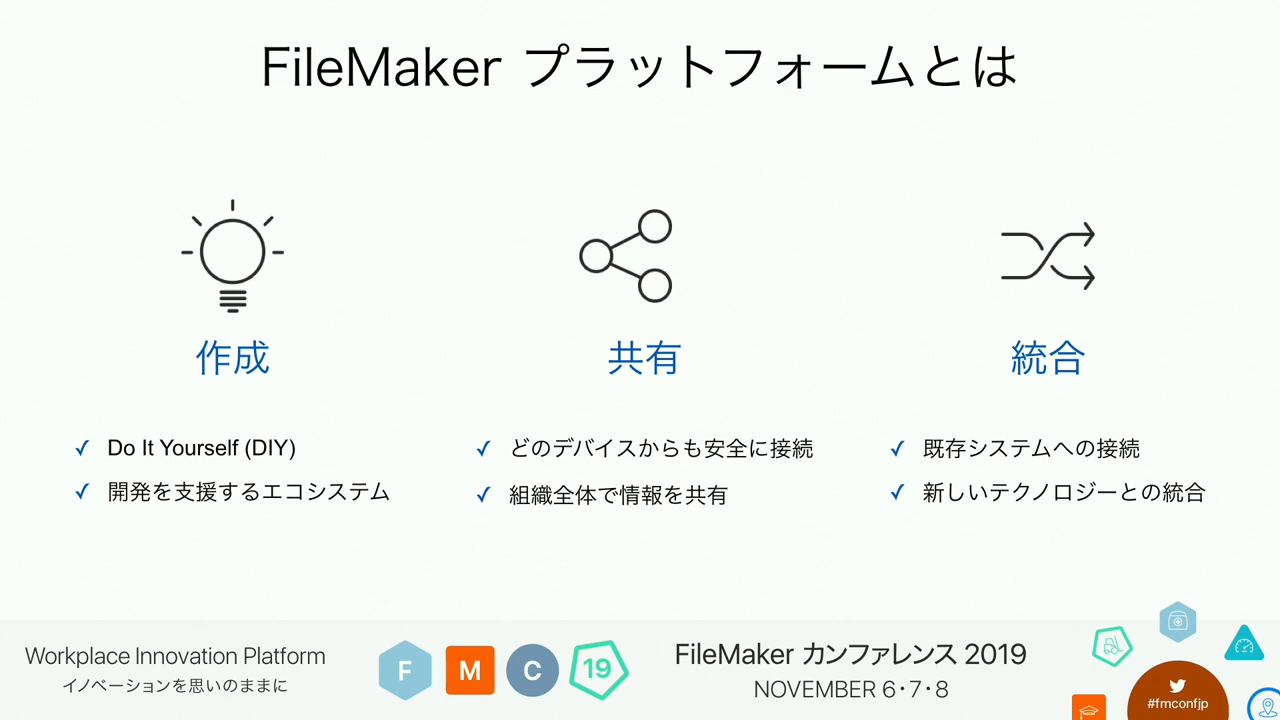 FileMaker プラットフォームとは
作成
✓ Do It Yourself (DIY)
✓ 開発を支援するエコシステム
共有
✓ どのデバイスからも安全に接続
✓ 組織全体で情報を共有
統合
✓ 既存システムへの接続
✓ 新しいテクノロジーとの統合
Workplace Innovation Platform
イノベーションを思いのままに
F M C 19
FileMaker カンファレンス 2019
NOVEMBER 6・7・8
#fmconfjp